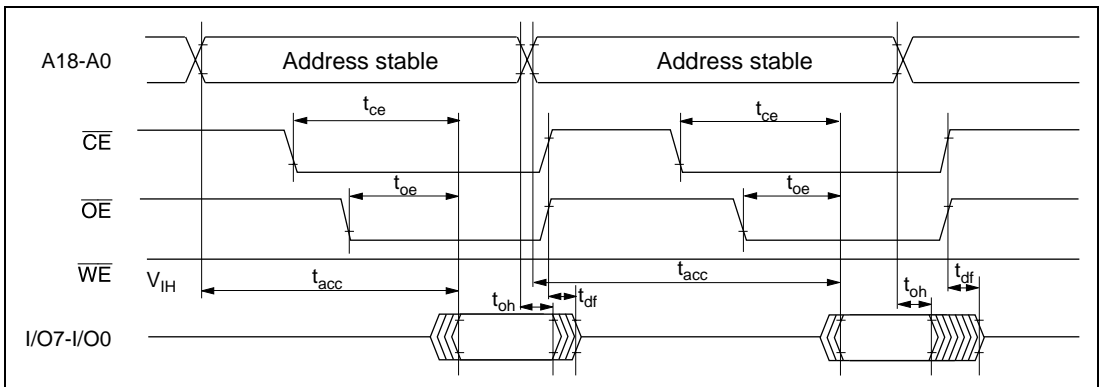 A18-A0 Address stable Address stable
tce tce
CE
toe toe
OE
WE VIH tacc tacc
toh tdf toh tdf
I/O7-I/O0